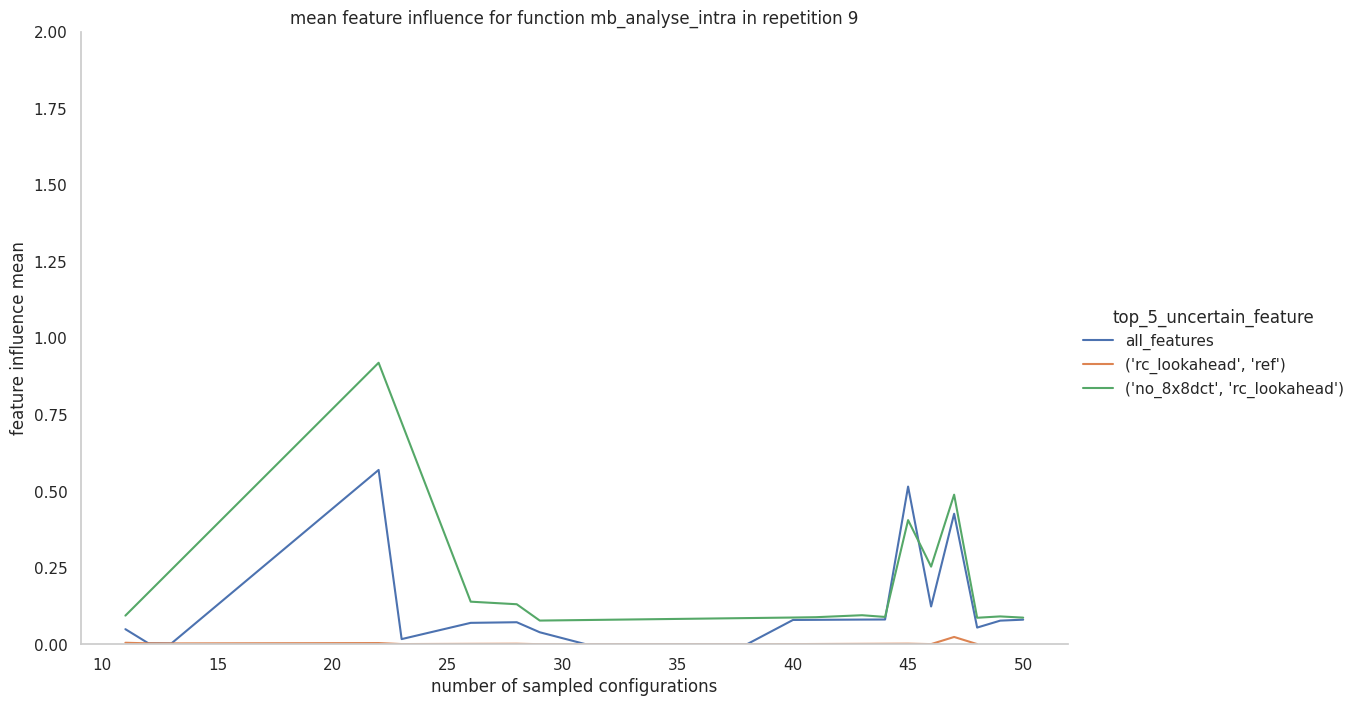 mean feature influence for function mb_analyse_intra in repetition 9
2.00
1.75
1.50
1.25
1.00
0.75
0.50
0.25
0.00
feature influence mean
10 15 20 25 30 35 40 45 50
number of sampled configurations
top_5_uncertain_feature
all_features
('rc_lookahead', 'ref')
('no_8x8dct', 'rc_lookahead')